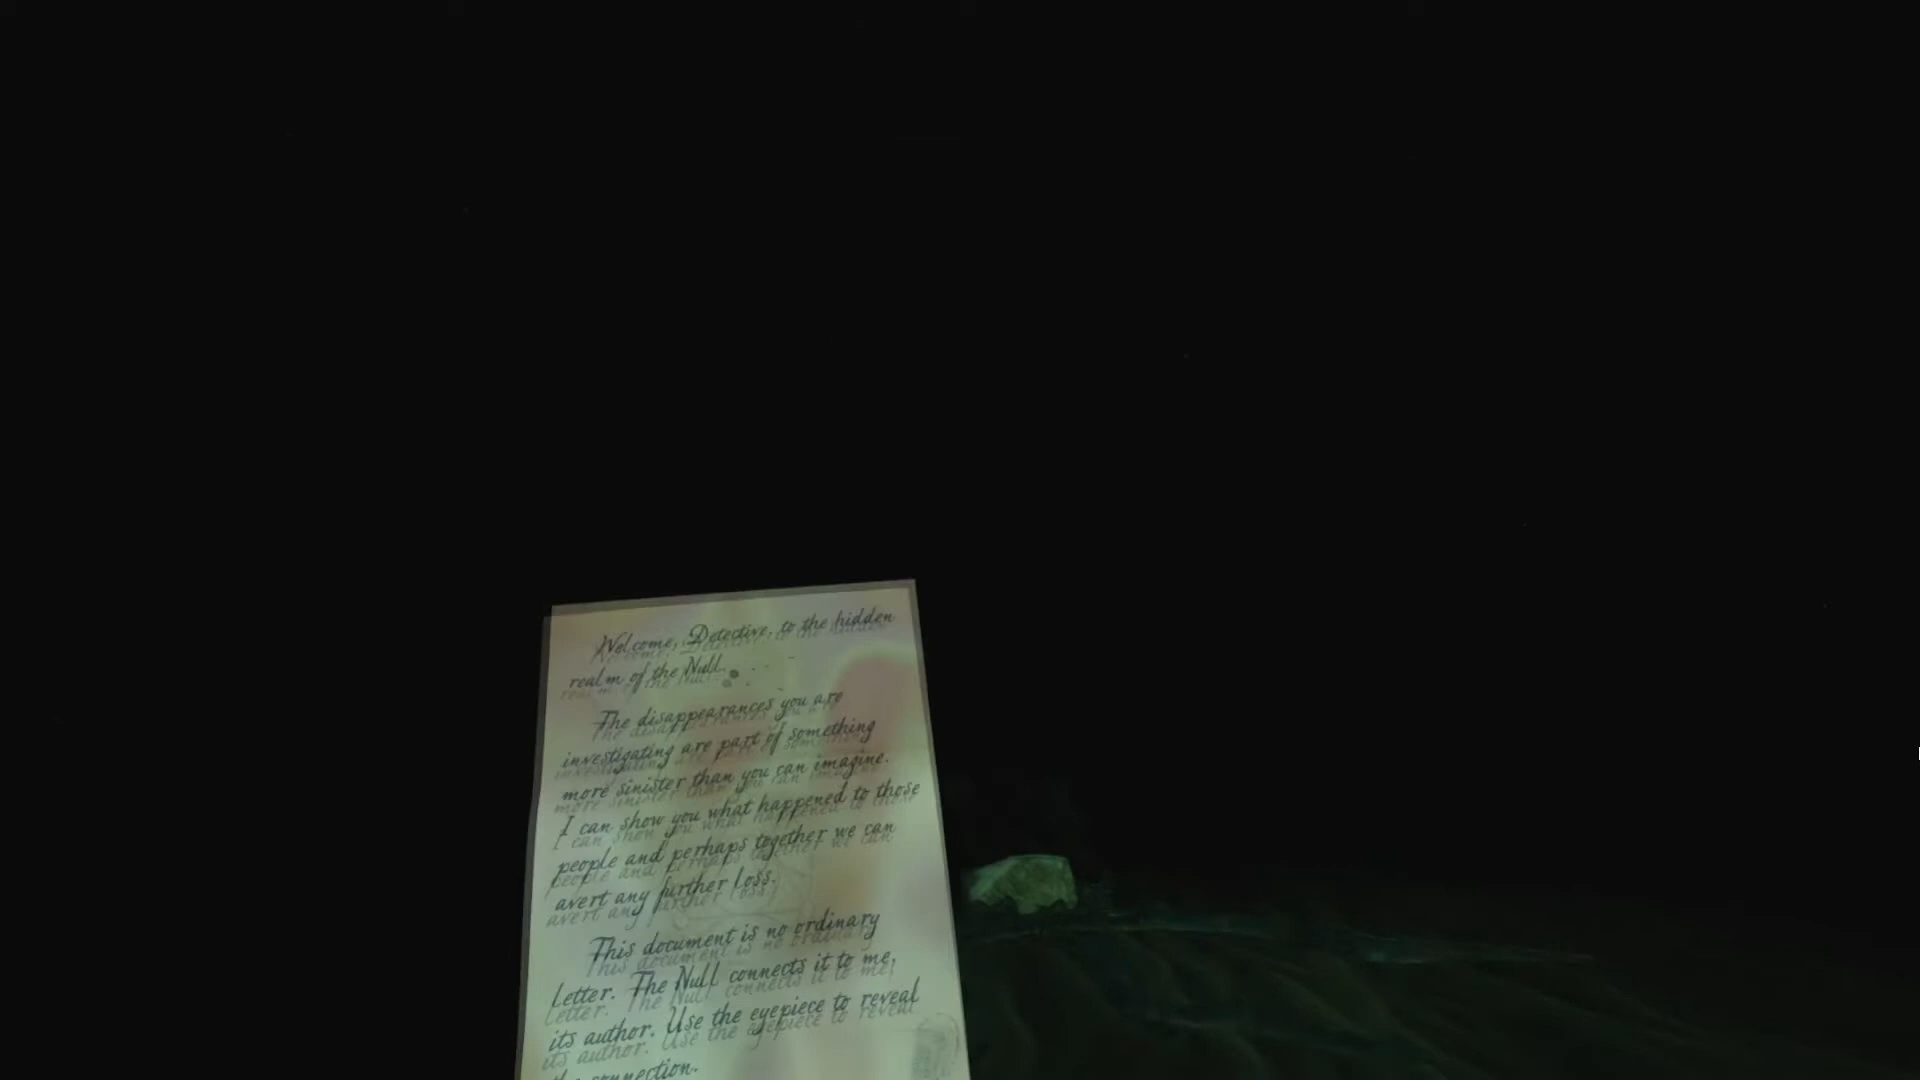 Welcome, Detective, to the hidden
realm of the Null.
The disappearances you are
investigating are part of something
more sinister than you can imagine.
I can show you what happened to those
people and perhaps together we can
avert any further loss.
This document is no ordinary
letter. The Null connects it to me,
its author. Use the eyepiece to reveal
the connection.